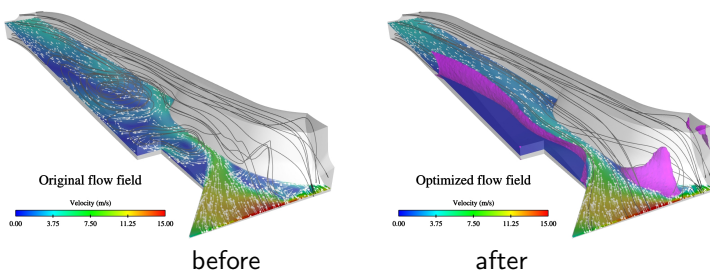 Original flow field
Velocity (m/s)
0.00 3.75 7.50 11.25 15.00
before
Optimized flow field
Velocity (m/s)
0.00 3.75 7.50 11.25 15.00
after